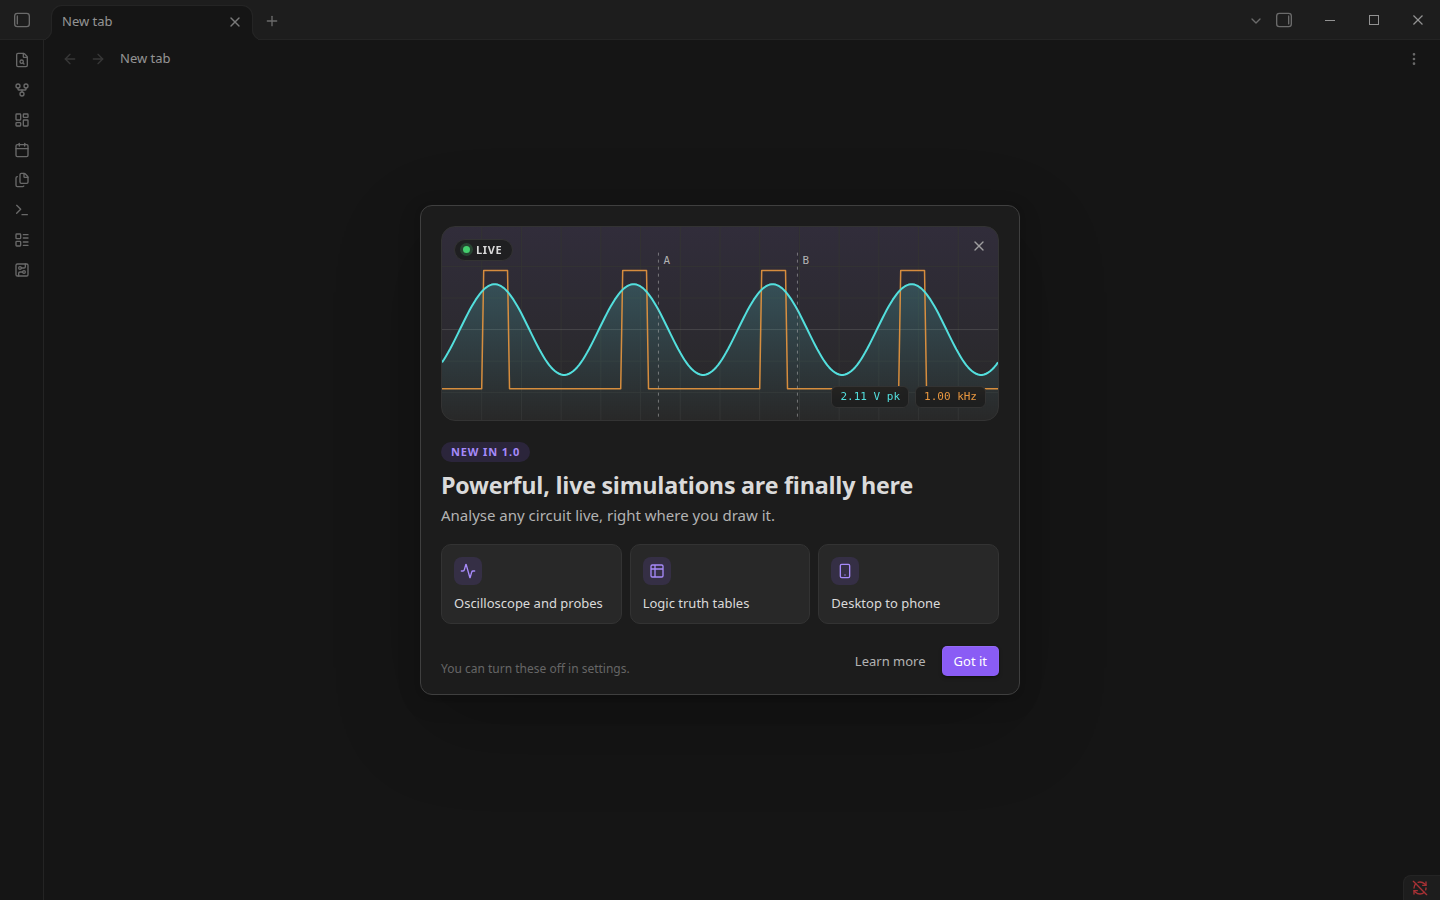 New tab
New tab
LIVE
A
B
2.11 V pk
1.00 kHz
NEW IN 1.0
Powerful, live simulations are finally here
Analyse any circuit live, right where you draw it.
Oscilloscope and probes
Logic truth tables
Desktop to phone
You can turn these off in settings.
Learn more
Got it